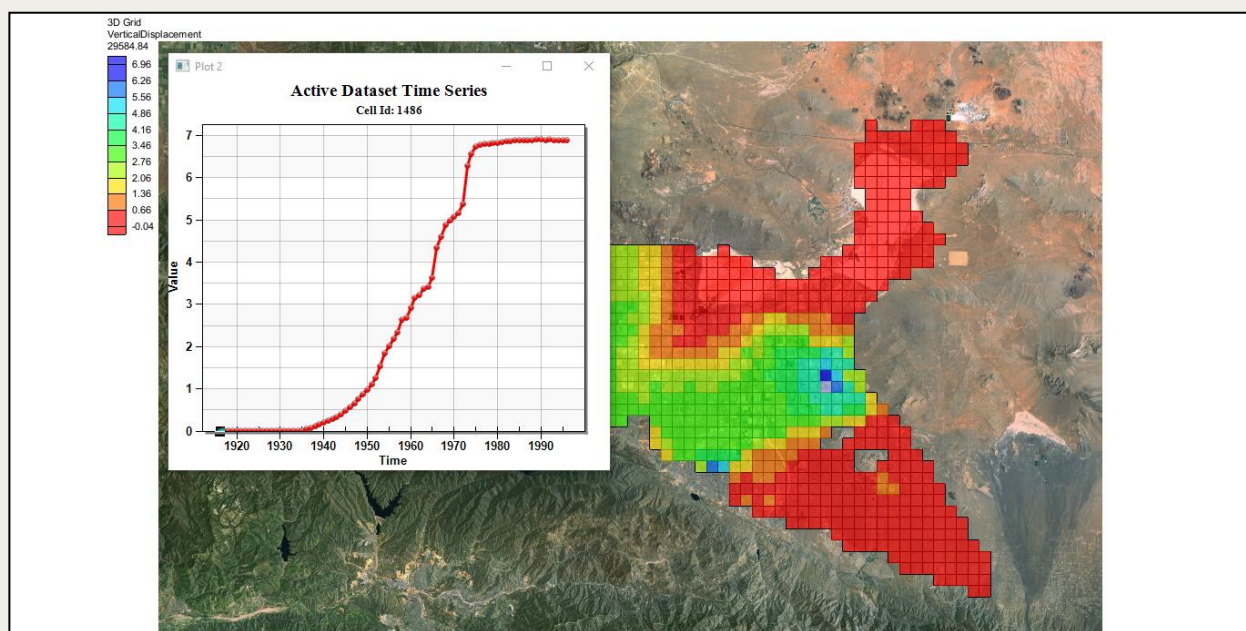 3D Grid
VerticalDisplacement
29584.84
6.96
6.26
5.56
4.86
4.16
3.46
2.76
2.06
1.36
0.66
-0.04
Plot 2
Active Dataset Time Series
Cell Id: 1486
7
6
5
4
3
2
1
0
Value
1920 1930 1940 1950 1960 1970 1980 1990
Time